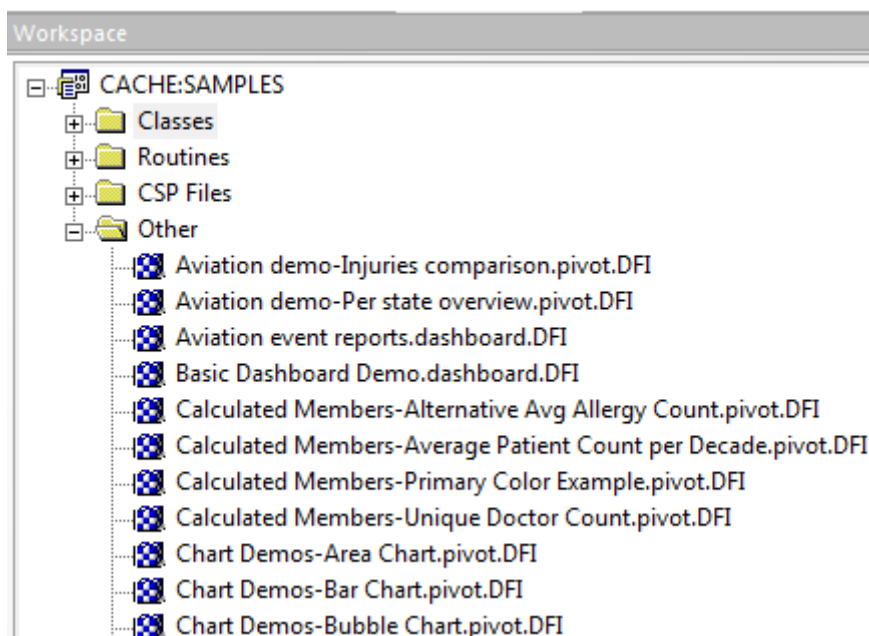 Workspace
CACHE:SAMPLES
Classes
Routines
CSP Files
Other
Aviation demo-Injuries comparison.pivot.DFI
Aviation demo-Per state overview.pivot.DFI
Aviation event reports.dashboard.DFI
Basic Dashboard Demo.dashboard.DFI
Calculated Members-Alternative Avg Allergy Count.pivot.DFI
Calculated Members-Average Patient Count per Decade.pivot.DFI
Calculated Members-Primary Color Example.pivot.DFI
Calculated Members-Unique Doctor Count.pivot.DFI
Chart Demos-Area Chart.pivot.DFI
Chart Demos-Bar Chart.pivot.DFI
Chart Demos-Bubble Chart.pivot.DFI